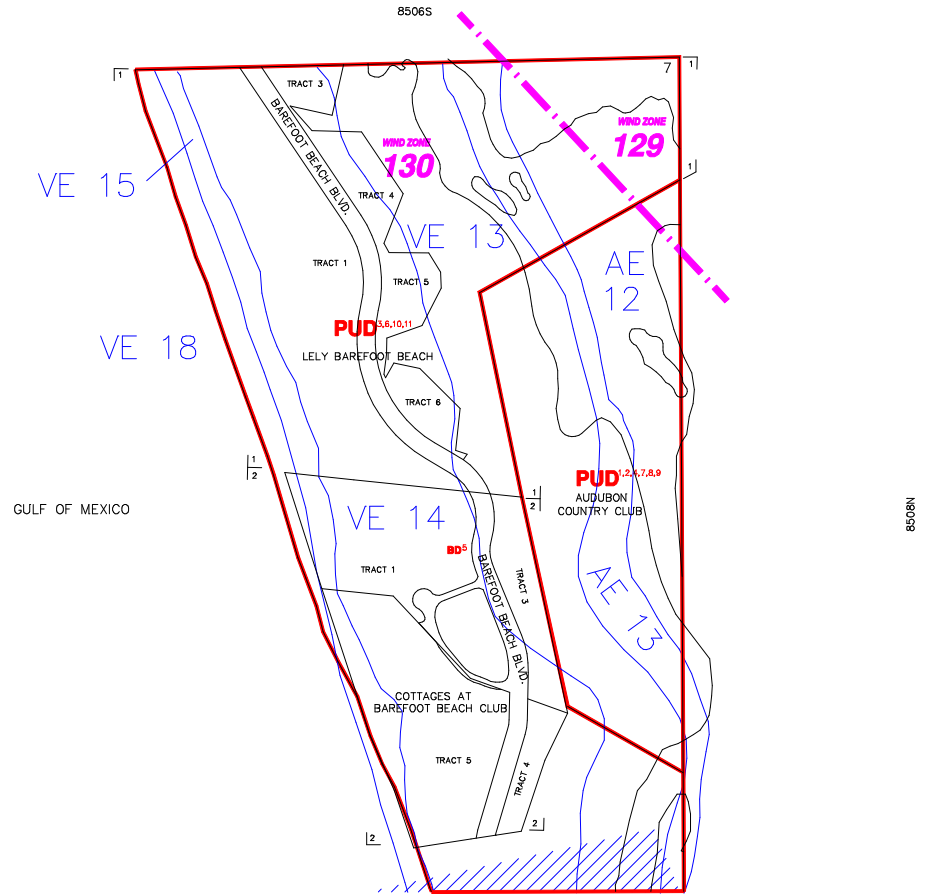 8506S
1
1
7
TRACT 3
BAREFOOT BEACH BLVD.
WIND ZONE
130
WIND ZONE
129
1
VE 15
TRACT 4
VE 13
TRACT 1
AE
12
TRACT 5
PUD 3,6,10,11
VE 18
LELY BAREFOOT BEACH
TRACT 6
1
2
PUD 1,2,4,7,8,9
AUDUBON
COUNTRY CLUB
1
2
GULF OF MEXICO
8508N
VE 14
BD5
TRACT 1
TRACT 3
BAREFOOT BEACH BLVD.
AE 13
COTTAGES AT
BAREFOOT BEACH CLUB
TRACT 5
TRACT 4
2
2